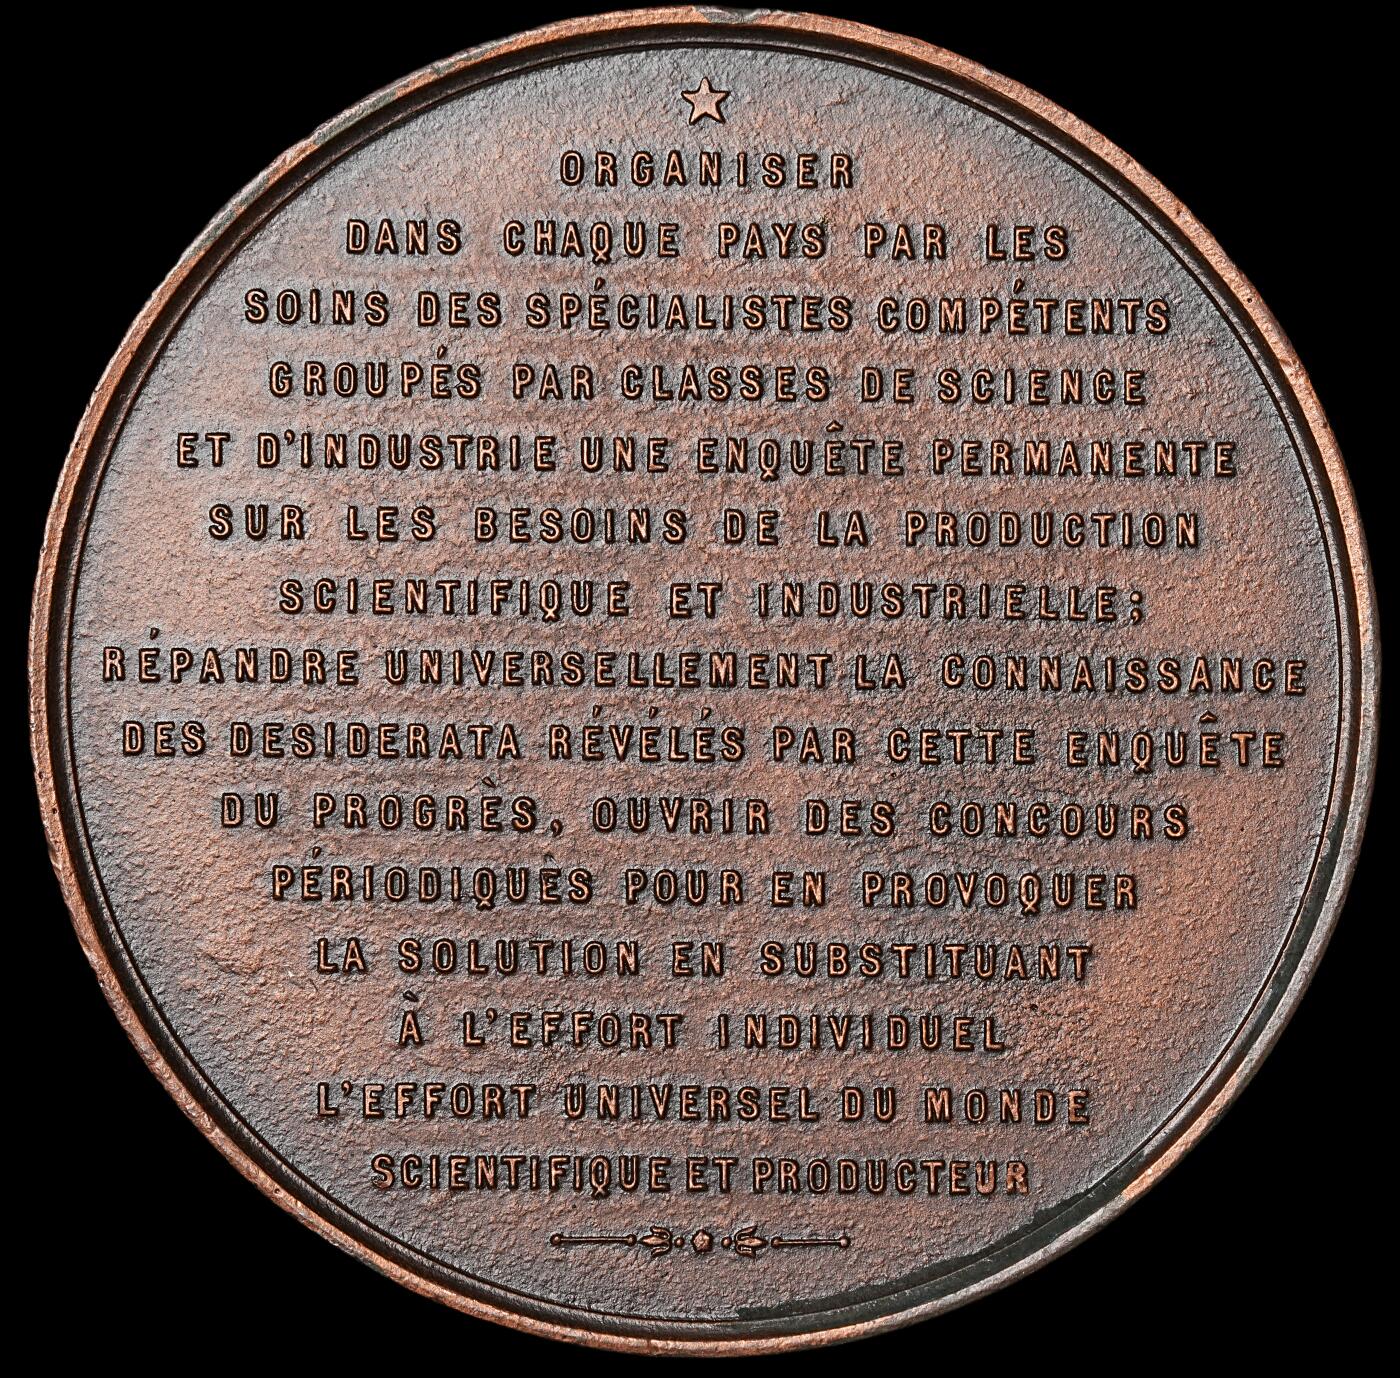 ORGANISER
DANS CHAQUE PAYS PAR LES
SOINS DES SPÉCIALISTES COMPÉTENTS
GROUPÉS PAR CLASSES DE SCIENCE
ET D'INDUSTRIE UNE ENQUÊTE PERMANENTE
SUR LES BESOINS DE LA PRODUCTION
SCIENTIFIQUE ET INDUSTRIELLE;
RÉPANDRE UNIVERSELLEMENT LA CONNAISSANCE
DES DESIDERATA RÉVÉLÉS PAR CETTE ENQUÊTE
DU PROGRÈS, OUVRIR DES CONCOURS
PÉRIODIQUÈS POUR EN PROVOQUER
LA SOLUTION EN SUBSTITUANT
À L'EFFORT INDIVIDUEL
L'EFFORT UNIVERSEL DU MONDE
SCIENTIFIQUE ET PRODUCTEUR